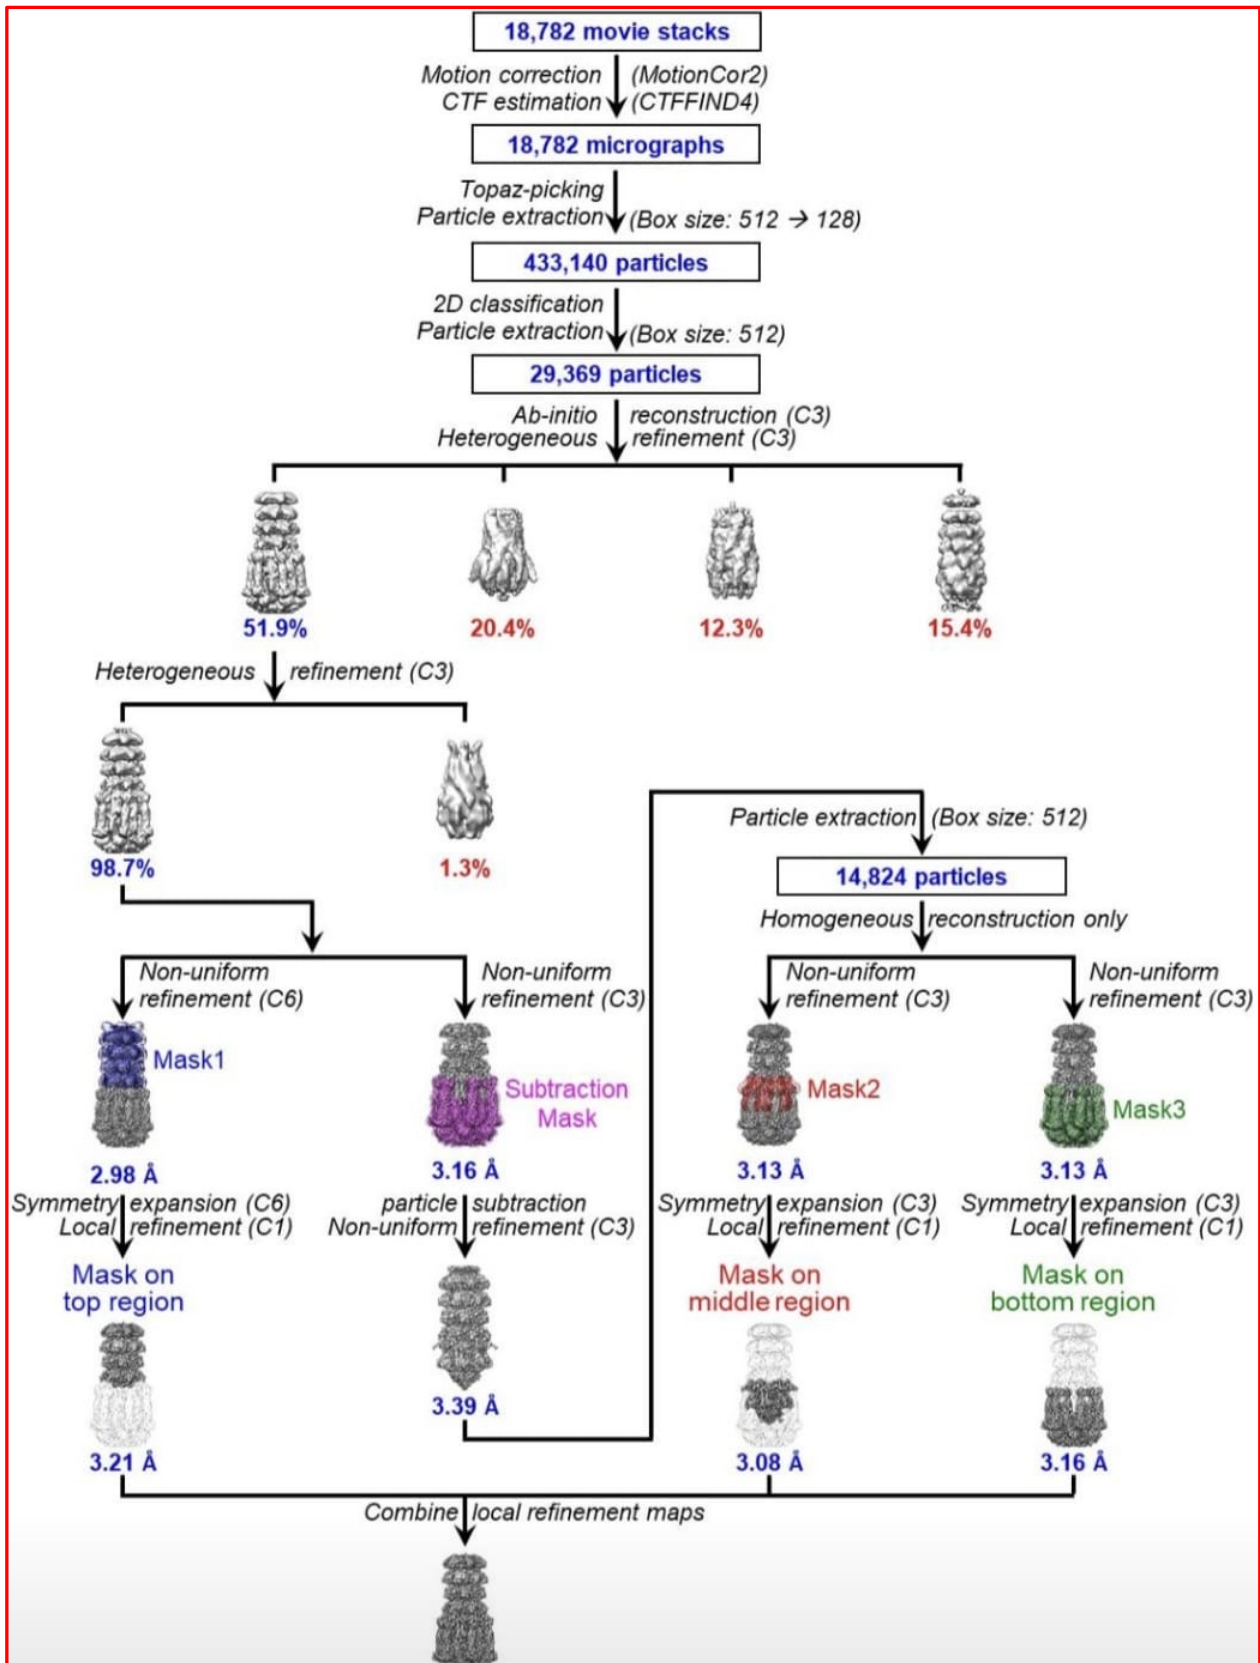 18,782 movie stacks
Motion correction (MotionCor2)
CTF estimation (CTFFIND4)
18,782 micrographs
Topaz-picking
Particle extraction (Box size: 512 → 128)
433,140 particles
2D classification
Particle extraction (Box size: 512)
29,369 particles
Ab-initio reconstruction (C3)
Heterogeneous refinement (C3)
51.9% 20.4% 12.3% 15.4%
Heterogeneous refinement (C3)
98.7% 1.3%
Particle extraction (Box size: 512)
14,824 particles
Homogeneous reconstruction only
Non-uniform Non-uniform Non-uniform Non-uniform
refinement (C6) refinement (C3) refinement (C3) refinement (C3)
Mask1
Subtraction
Mask
Mask2
Mask3
2.98 Å 3.16 Å 3.13 Å 3.13 Å
Symmetry expansion (C6) particle subtraction Symmetry expansion (C3) Symmetry expansion (C3)
Local refinement (C1) Non-uniform refinement (C3) Local refinement (C1) Local refinement (C1)
Mask on Mask on Mask on
top region middle region bottom region
3.39 Å
3.21 Å 3.08 Å 3.16 Å
Combine local refinement maps